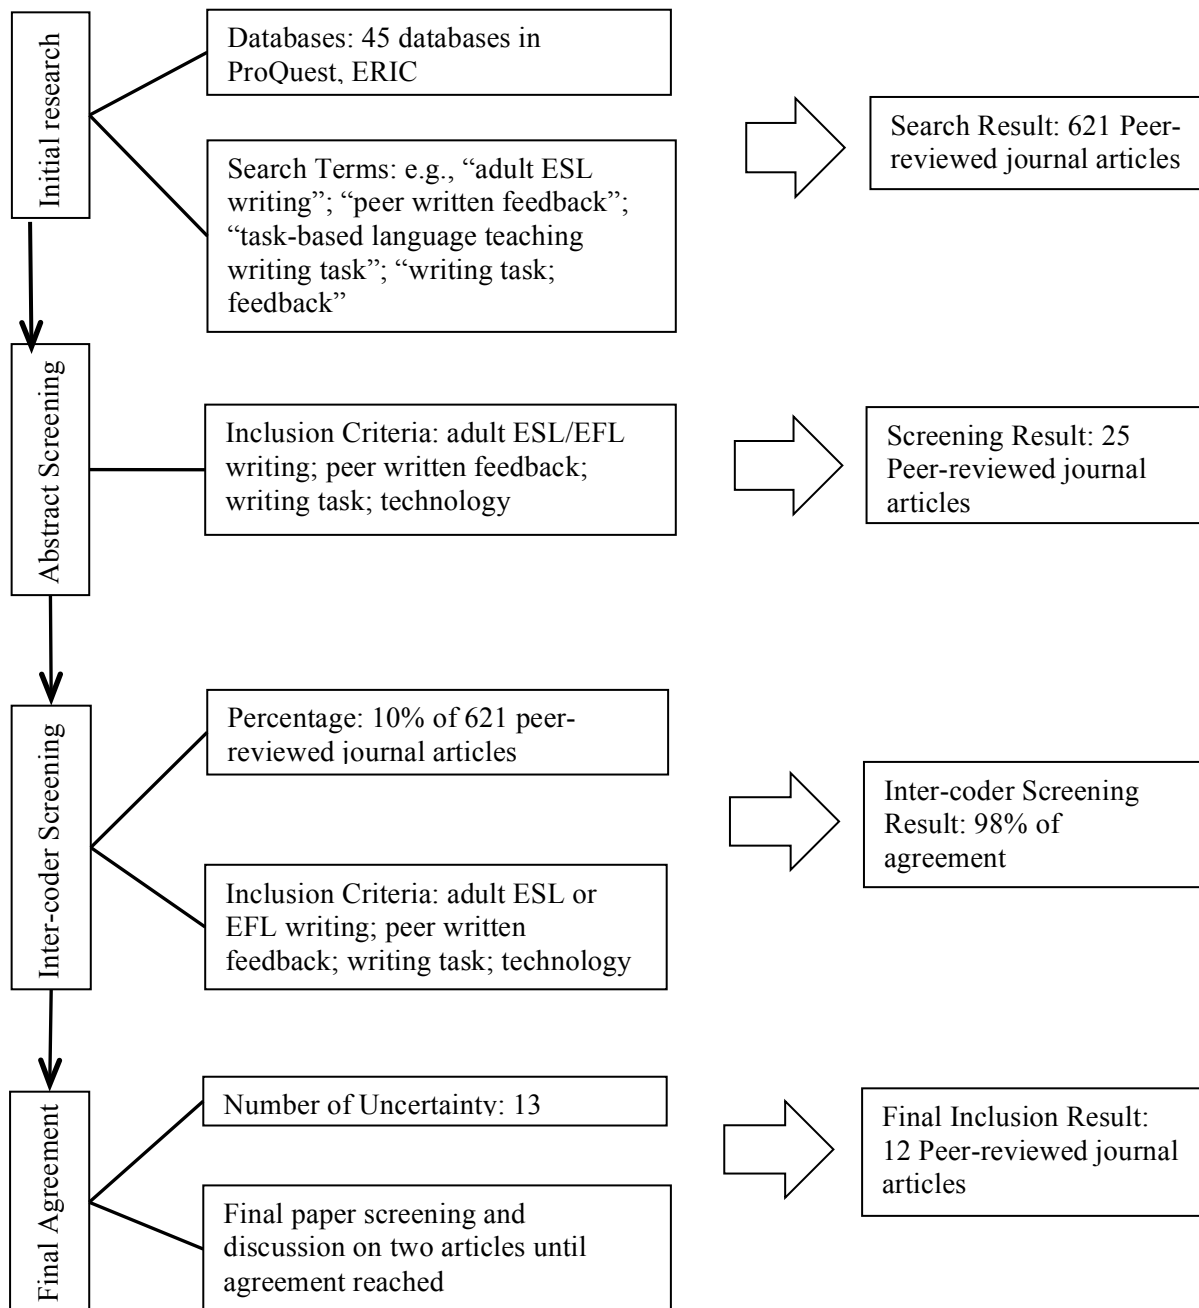 Initial research
Databases: 45 databases in
ProQuest, ERIC
Search Terms: e.g., “adult ESL
writing”; “peer written feedback”;
“task-based language teaching
writing task”; “writing task;
feedback”
Search Result: 621 Peer-
reviewed journal articles
Abstract Screening
Inclusion Criteria: adult ESL/EFL
writing; peer written feedback;
writing task; technology
Screening Result: 25
Peer-reviewed journal
articles
Inter-coder Screening
Percentage: 10% of 621 peer-
reviewed journal articles
Inclusion Criteria: adult ESL or
EFL writing; peer written
feedback; writing task; technology
Inter-coder Screening
Result: 98% of
agreement
Final Agreement
Number of Uncertainty: 13
Final paper screening and
discussion on two articles until
agreement reached
Final Inclusion Result:
12 Peer-reviewed journal
articles